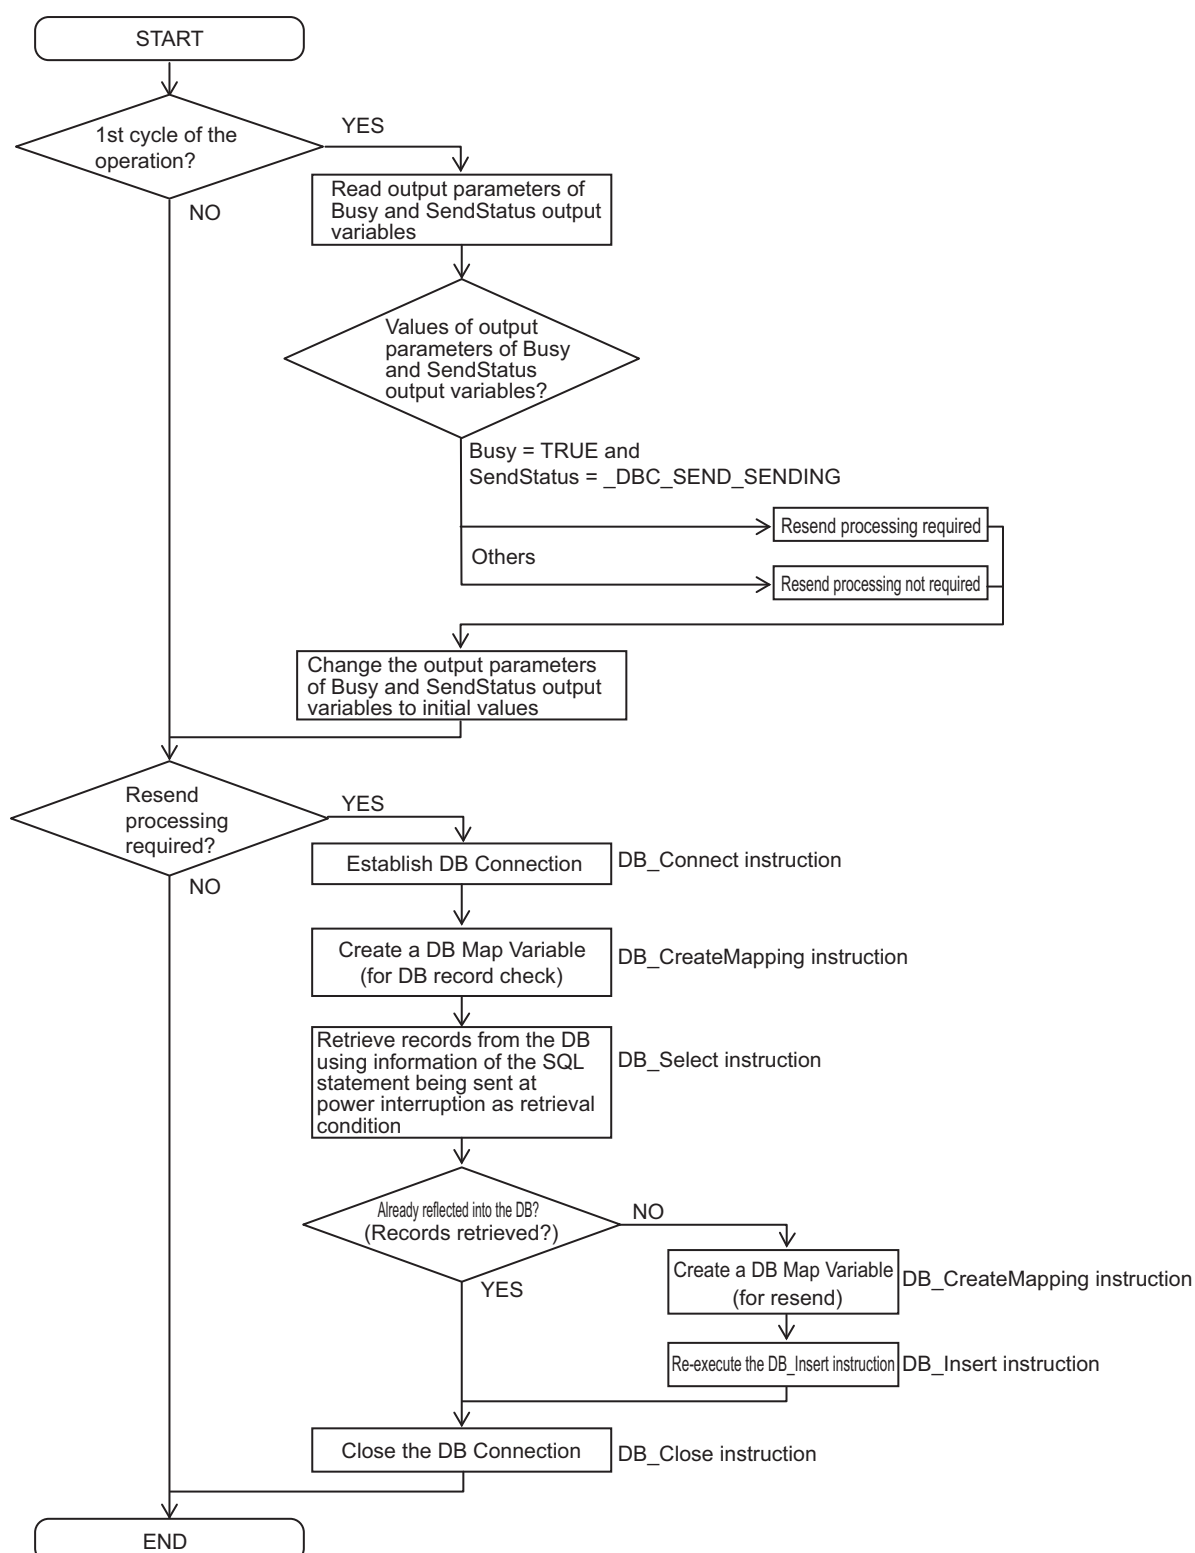 START
1st cycle of the
operation?
YES
NO
Read output parameters of
Busy and SendStatus output
variables
Values of output
parameters of Busy
and SendStatus
output variables?
Busy = TRUE and
SendStatus = _DBC_SEND_SENDING
Resend processing required
Others
Resend processing not required
Change the output parameters
of Busy and SendStatus output
variables to initial values
Resend
processing
required?
YES
NO
Establish DB Connection
DB_Connect instruction
Create a DB Map Variable
(for DB record check)
DB_CreateMapping instruction
Retrieve records from the DB
using information of the SQL
statement being sent at
power interruption as retrieval
condition
DB_Select instruction
Already reflected into the DB?
(Records retrieved?)
NO
YES
Create a DB Map Variable
(for resend)
DB_CreateMapping instruction
Re-execute the DB_Insert instruction
DB_Insert instruction
Close the DB Connection
DB_Close instruction
END